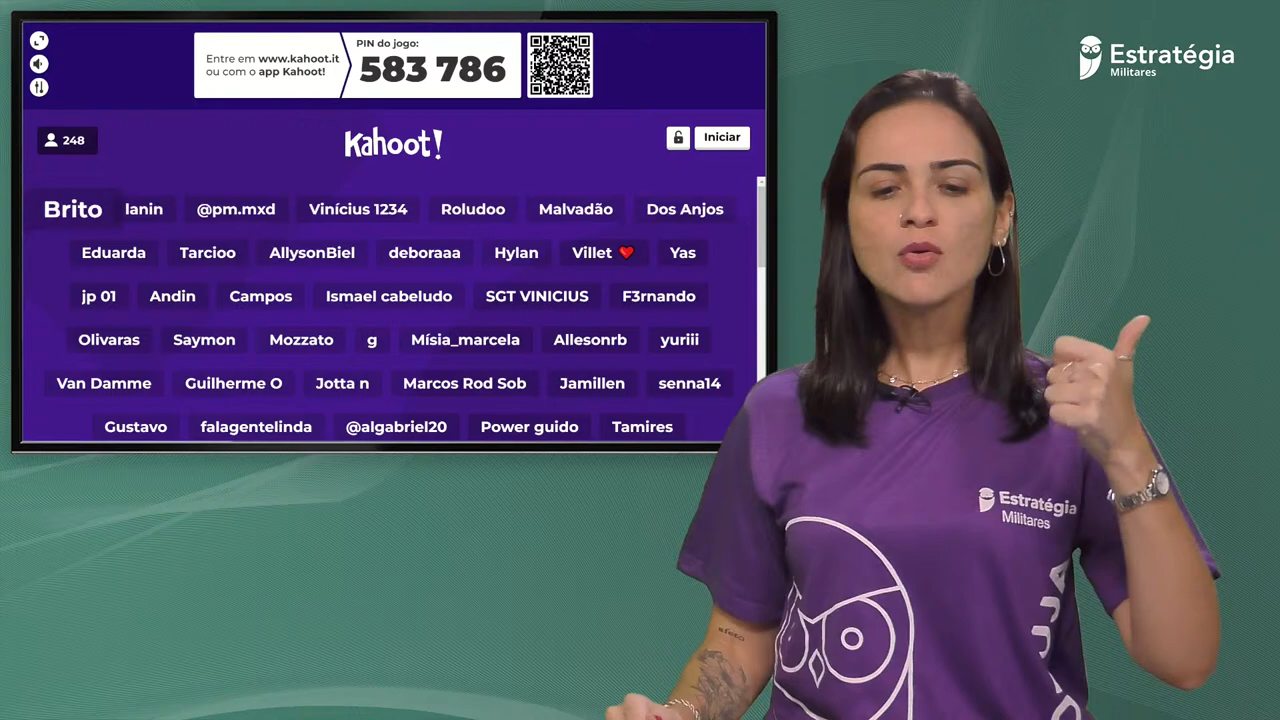 Entre em www.kahoot.it
ou com o app Kahoot!
PIN do jogo:
583 786
248
Kahoot!
Iniciar
Brito Ianin @pm.mxd Vinícius 1234 Roludoo Malvadão Dos Anjos
Eduarda Tarcioo AllysonBiel deboraaa Hylan Villet ❤️ Yas
jp 01 Andin Campos Ismael cabeludo SGT VINICIUS F3rnando
Olivaras Saymon Mozzato g Mísia_marcela Allesonrb yuriii
Van Damme Guilherme O Jotta n Marcos Rod Sob Jamillen senna14
Gustavo falagentelinda @algabriel20 Power guido Tamires
Estratégia
Militares
Estratégia
Militares
afeto